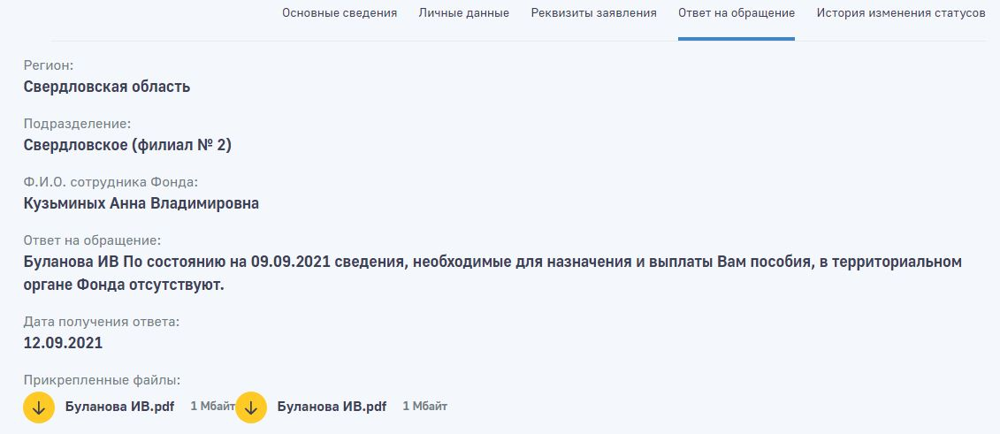 Основные сведения Личные данные Реквизиты заявления Ответ на обращение История изменения статусов
Регион:
Свердловская область
Подразделение:
Свердловское (филиал № 2)
Ф.И.О. сотрудника Фонда:
Кузьминых Анна Владимировна
Ответ на обращение:
Буланова ИВ По состоянию на 09.09.2021 сведения, необходимые для назначения и выплаты Вам пособия, в территориальном
органе Фонда отсутствуют.
Дата получения ответа:
12.09.2021
Прикрепленные файлы:
Буланова ИВ.pdf 1 Мбайт Буланова ИВ.pdf 1 Мбайт